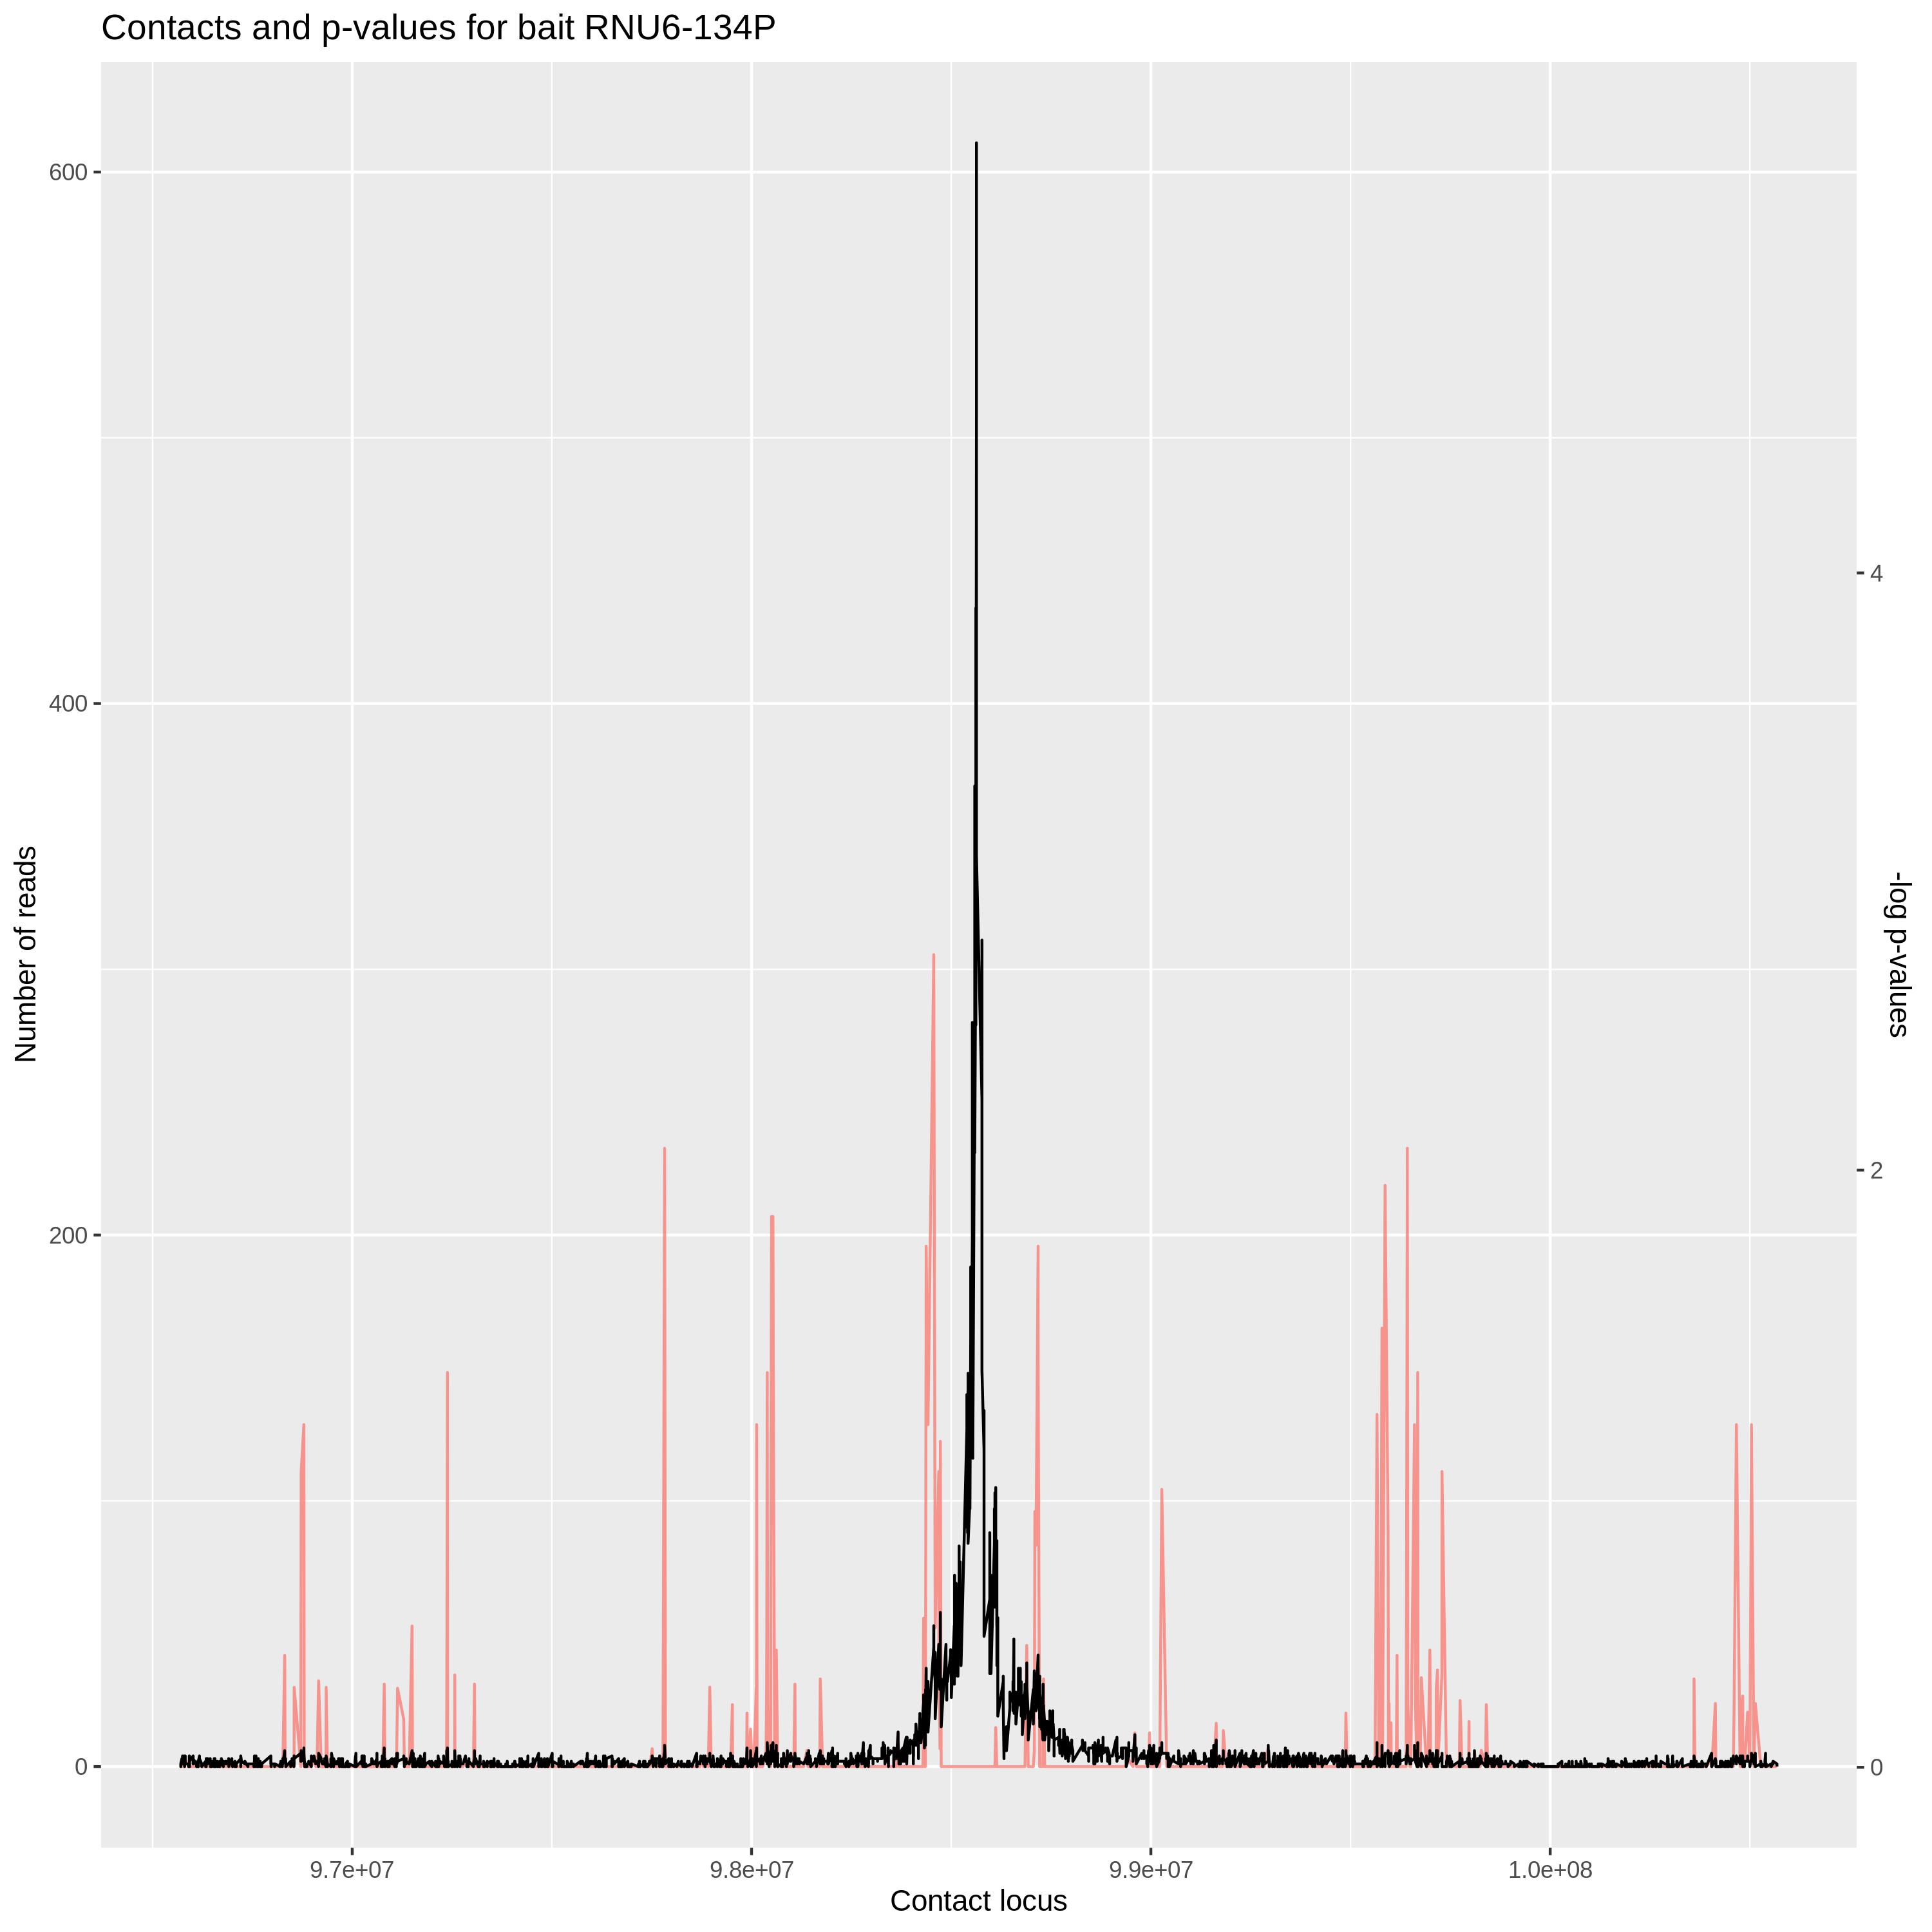 Contacts and p-values for bait RNU6-134P
600
400
200
0
Number of reads
4
2
0
-log p-values
9.7e+07
9.8e+07
9.9e+07
1.0e+08
Contact locus